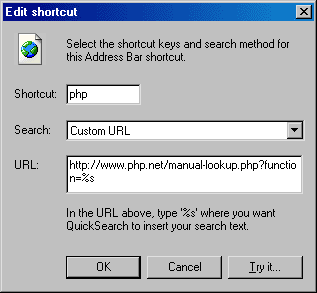 Edit shortcut
Select the shortcut keys and search method for
this Address Bar shortcut.
Shortcut: php
Search: Custom URL
URL: http://www.php.net/manual-lookup.php?functio
n=%s
In the URL above, type '%s' where you want
QuickSearch to insert your search text.
OK Cancel Try it...